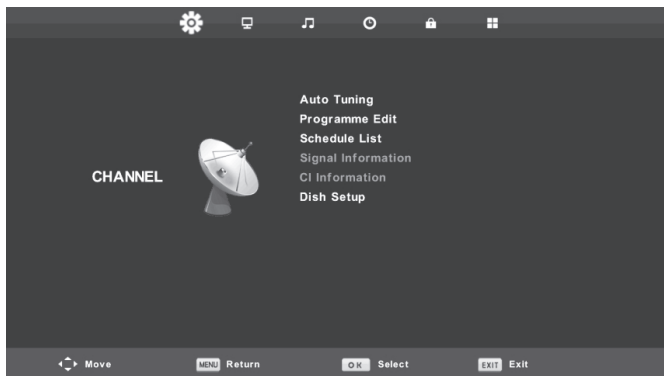 Auto Tuning
Programme Edit
Schedule List
Signal Information
CI Information
Dish Setup
CHANNEL
Move
MENU Return
OK Select
EXIT Exit